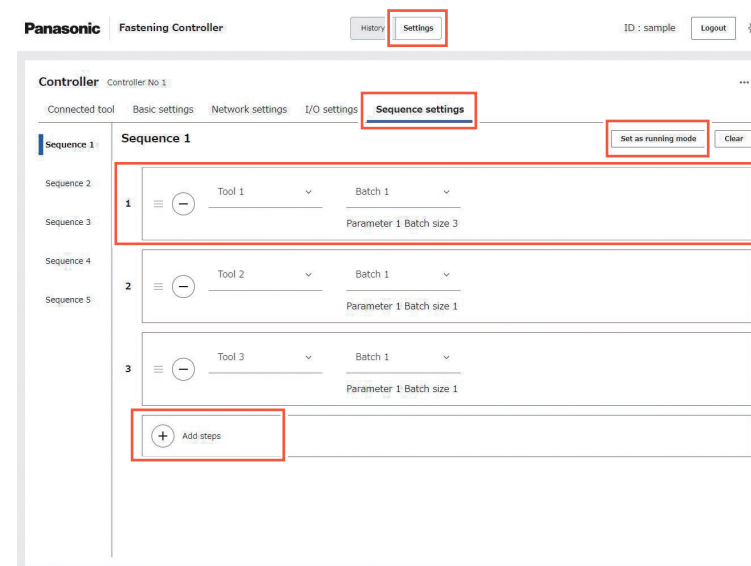 Panasonic Fastening Controller History Settings ID : sample Logout
Controller Controller No 1 ...
Connected tool Basic settings Network settings I/O settings Sequence settings
Sequence 1 Sequence 1 Set as running mode Clear
Sequence 2
Sequence 3
Sequence 4
Sequence 5
1 Tool 1 Batch 1
Parameter 1 Batch size 3
2 Tool 2 Batch 1
Parameter 1 Batch size 1
3 Tool 3 Batch 1
Parameter 1 Batch size 1
Add steps